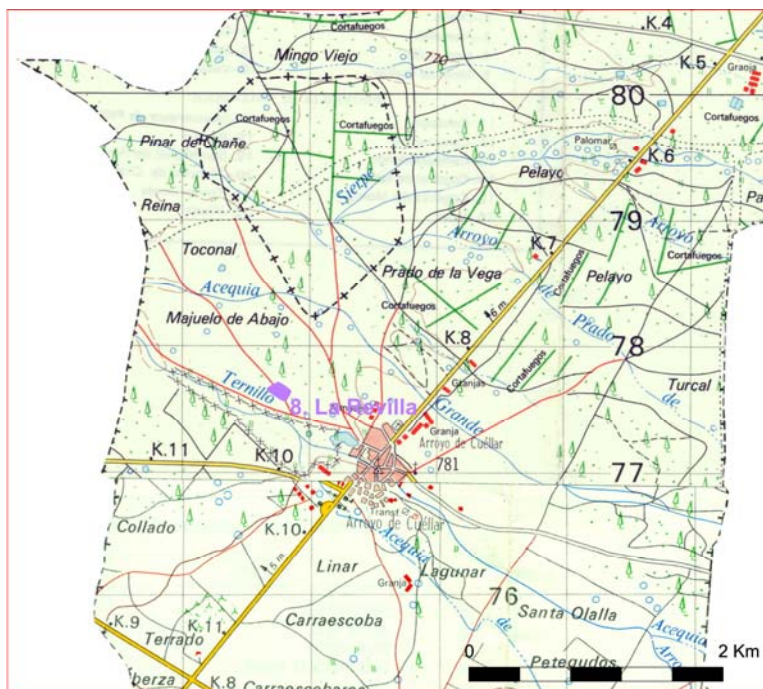 Cortafuegos
K.4
Mingo Viejo
770
K.5
Granja
Cortafuegos
Cortafuegos
80
Cortafuegos
Pinar de Chañe
Palomar
K.6
Sierpe
Pelayo
Reina
79
Arroyo
Arroyo
Toconal
K.7
Prado de la Vega
de
Pelayo
Cortafuegos
Cortafuegos
Acequia
Cortafuegos
6 m
Prado
Majuelo de Abajo
K.8
78
Cortafuegos
Turcal
Ternillo
Granjas
de
8. La Revilla
Grande
Granja
Arroyo de Cuéllar
K.11
K.10
781
77
Collado
K.10
Transf.
Arroyo de Cuéllar
Acequia
5 m
Linar
Lagunar
Granja
76
de
Santa Olalla
K.9
K.11
Carraescoba
Acequia
Terrado
0
2 Km
berza
K.8
Carraescobares
Petegudos
Arro